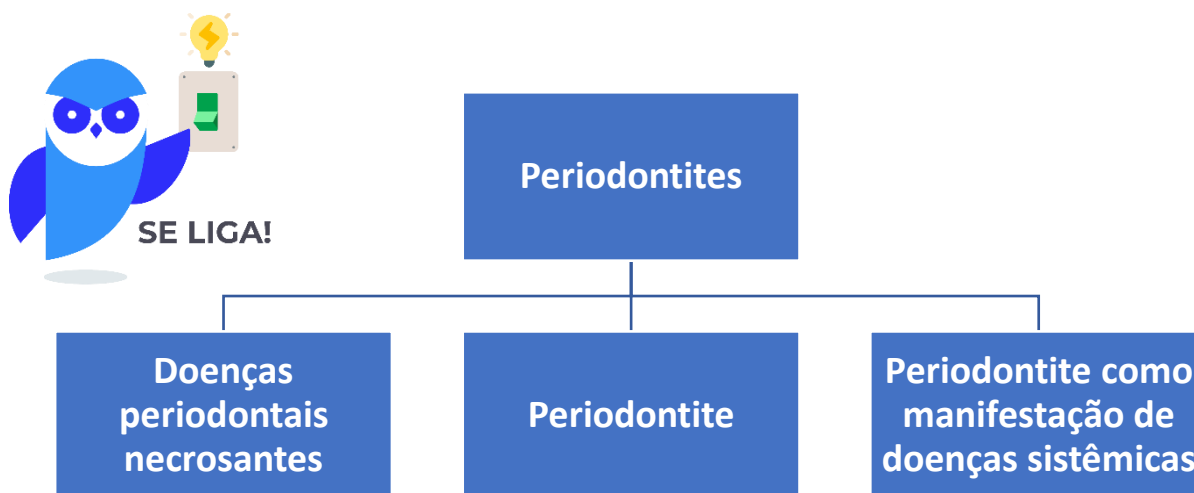 SE LIGA!
Periodontites
Doenças
periodontais
necrosantes
Periodontite
Periodontite como
manifestação de
doenças sistêmicas